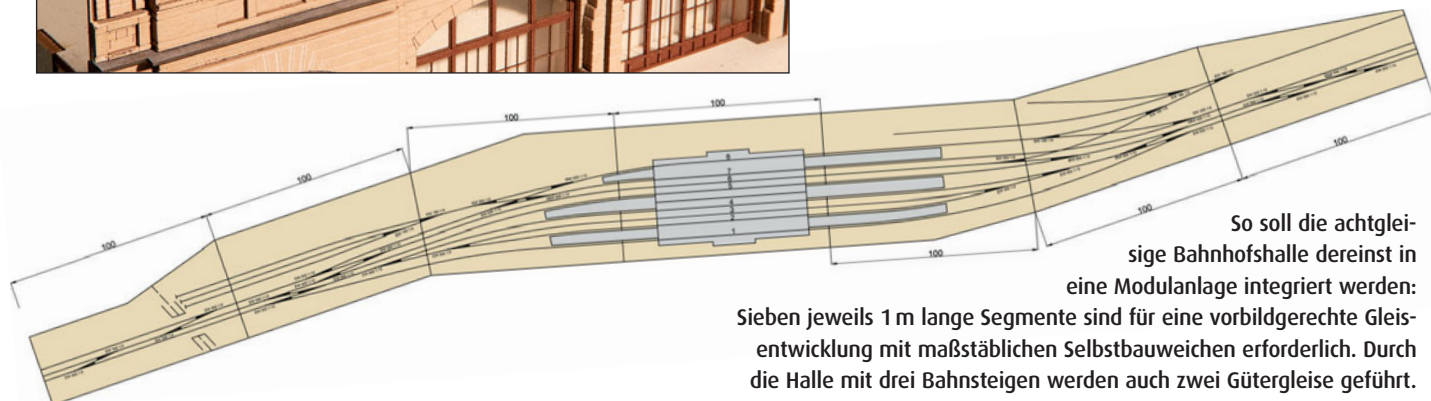 100
100
100
100
100
100
100
8
7
6
5
4
3
2
1
So soll die achtglei-
sige Bahnhofshalle dereinst in
eine Modulanlage integriert werden:
Sieben jeweils 1 m lange Segmente sind für eine vorbildgerechte Gleis-
entwicklung mit maßstäblichen Selbstbauweichen erforderlich. Durch
die Halle mit drei Bahnsteigen werden auch zwei Gütergleise geführt.